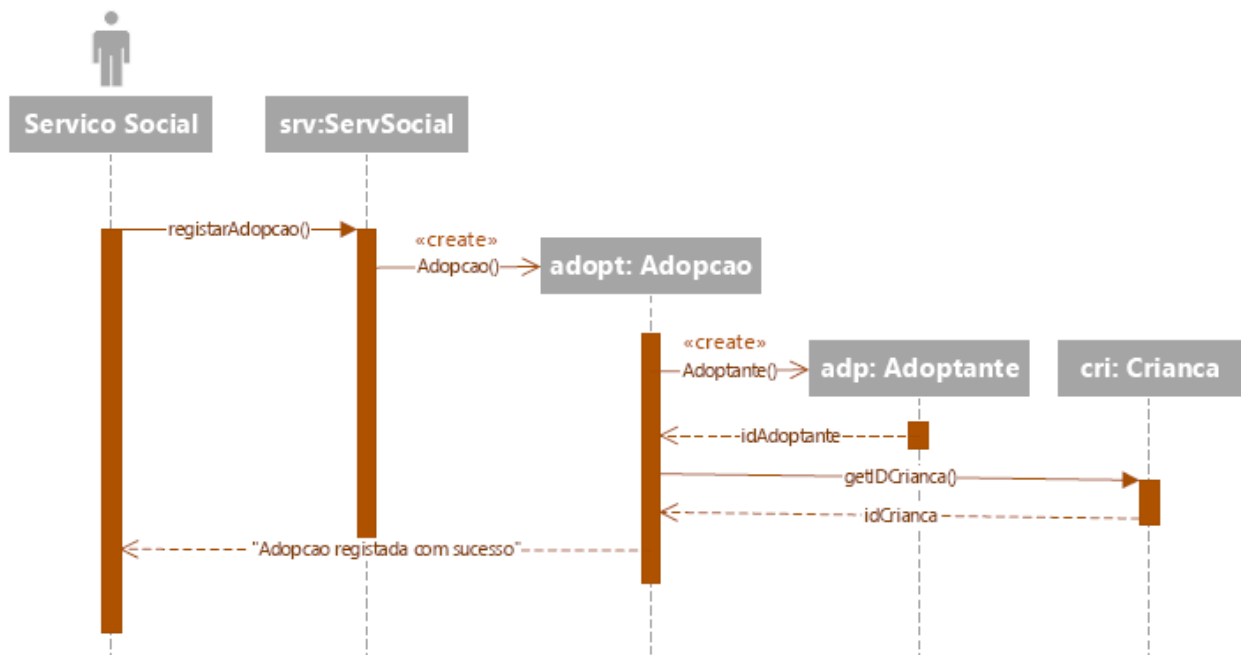 Servico Social
srv:ServSocial
registarAdopcao()
«create»
Adopcao()
adopt: Adopcao
«create»
Adoptante()
adp: Adoptante
cri: Crianca
idAdoptante
getIDCrianca()
idCrianca
"Adopcao registada com sucesso"